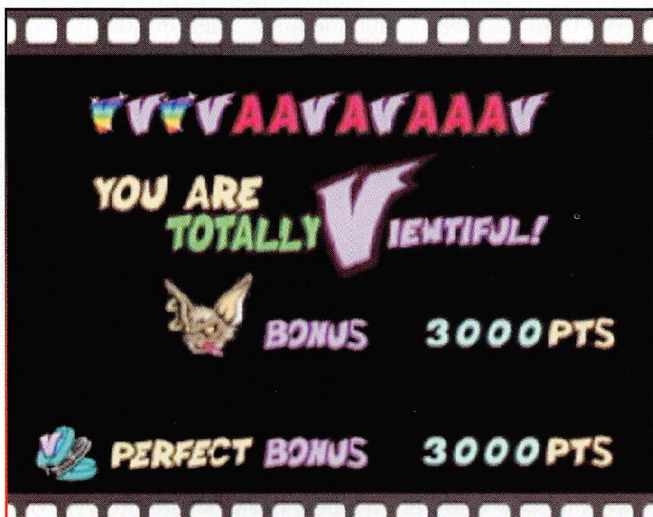 VVVVAAVAVAAAV
YOU ARE
TOTALLY VIEWTIFUL!
BONUS 3000PTS
V PERFECT BONUS 3000PTS